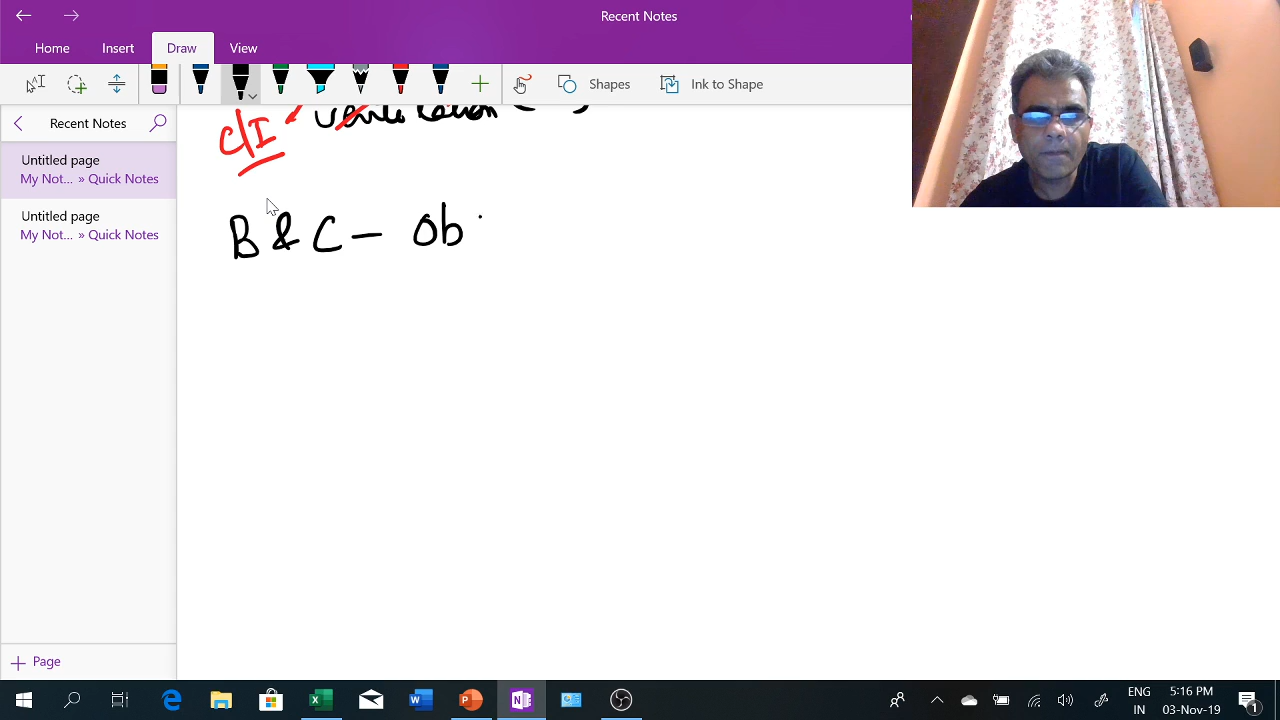 Recent Notes
Home Insert Draw View
Shapes Ink to Shape
Recent Notes
C/I
Untitled page
My Not... » Quick Notes
B & C - Ob
Untitled page
My Not... » Quick Notes
+ Page
ENG 5:16 PM
IN 03-Nov-19
1